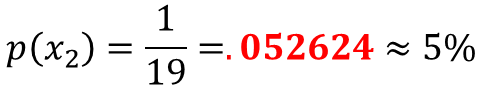 p(x₂) = 1/19 = .052624 ≈ 5%